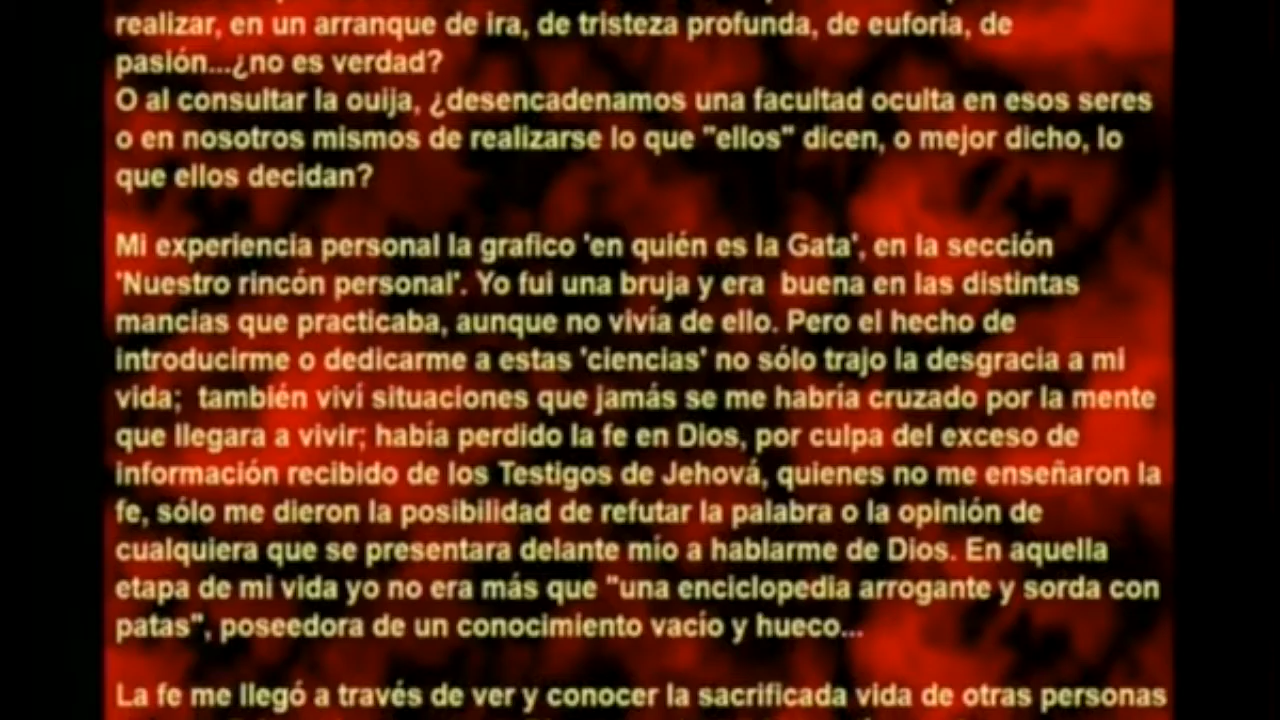 realizar, en un arranque de ira, de tristeza profunda, de euforia, de
pasión...¿no es verdad?
O al consultar la ouija, ¿desencadenamos una facultad oculta en esos seres
o en nosotros mismos de realizarse lo que "ellos" dicen, o mejor dicho, lo
que ellos decidan?
Mi experiencia personal la grafico 'en quién es la Gata', en la sección
'Nuestro rincón personal'. Yo fui una bruja y era  buena en las distintas
mancias que practicaba, aunque no vivía de ello. Pero el hecho de
introducirme o dedicarme a estas 'ciencias' no sólo trajo la desgracia a mi
vida;  también viví situaciones que jamás se me habría cruzado por la mente
que llegara a vivir; había perdido la fe en Dios, por culpa del exceso de
información recibido de los Testigos de Jehová, quienes no me enseñaron la
fe, sólo me dieron la posibilidad de refutar la palabra o la opinión de
cualquiera que se presentara delante mío a hablarme de Dios. En aquella
etapa de mi vida yo no era más que "una enciclopedia arrogante y sorda con
patas", poseedora de un conocimiento vacío y hueco...
La fe me llegó a través de ver y conocer la sacrificada vida de otras personas